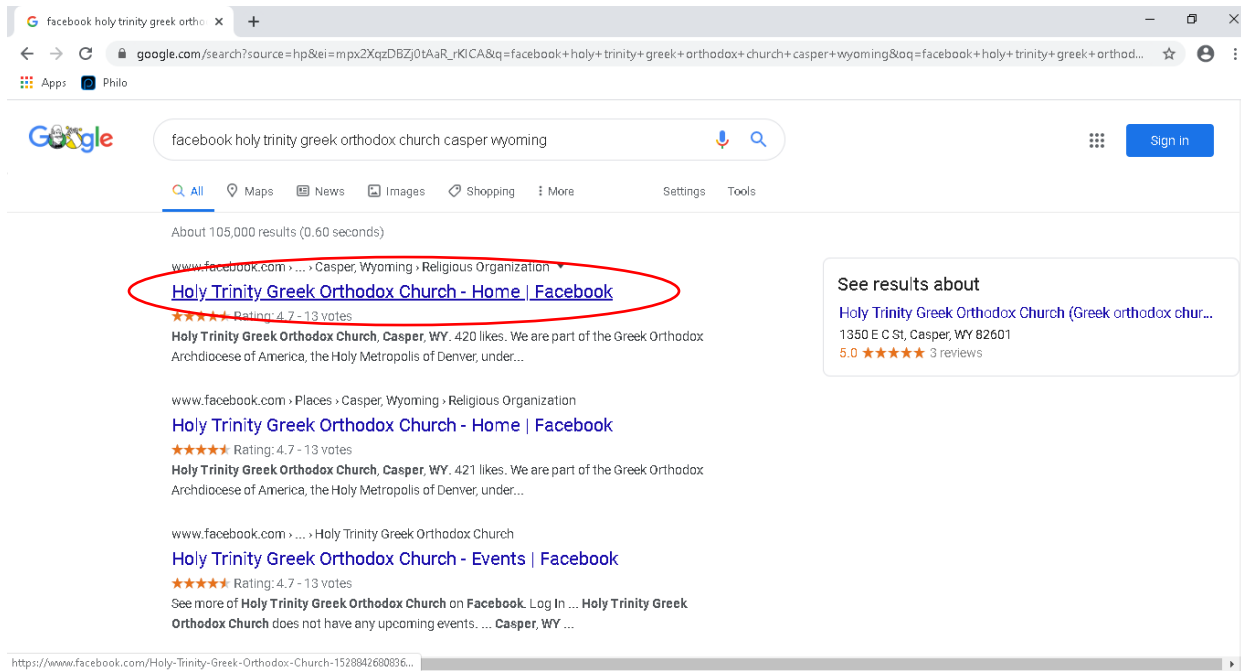 facebook holy trinity greek ortho
google.com/search?source=hp&ei=mpx2XqzDBZj0tAaR_rKICA&q=facebook+holy+trinity+greek+orthodox+church+casper+wyoming&oq=facebook+holy+trinity+greek+orthod...
Apps Philo
Google
facebook holy trinity greek orthodox church casper wyoming
Sign in
All Maps News Images Shopping More Settings Tools
About 105,000 results (0.60 seconds)
www.facebook.com › ... › Casper, Wyoming › Religious Organization
Holy Trinity Greek Orthodox Church - Home | Facebook
Rating: 4.7 - 13 votes
Holy Trinity Greek Orthodox Church, Casper, WY. 420 likes. We are part of the Greek Orthodox
Archdiocese of America, the Holy Metropolis of Denver, under...
www.facebook.com › Places › Casper, Wyoming › Religious Organization
Holy Trinity Greek Orthodox Church - Home | Facebook
Rating: 4.7 - 13 votes
Holy Trinity Greek Orthodox Church, Casper, WY. 421 likes. We are part of the Greek Orthodox
Archdiocese of America, the Holy Metropolis of Denver, under...
www.facebook.com › ... › Holy Trinity Greek Orthodox Church
Holy Trinity Greek Orthodox Church - Events | Facebook
Rating: 4.7 - 13 votes
See more of Holy Trinity Greek Orthodox Church on Facebook. Log In ... Holy Trinity Greek
Orthodox Church does not have any upcoming events. ... Casper, WY ...
See results about
Holy Trinity Greek Orthodox Church (Greek orthodox chur...
1350 E C St, Casper, WY 82601
5.0 ★★★★★ 3 reviews
https://www.facebook.com/Holy-Trinity-Greek-Orthodox-Church-1528842680836...